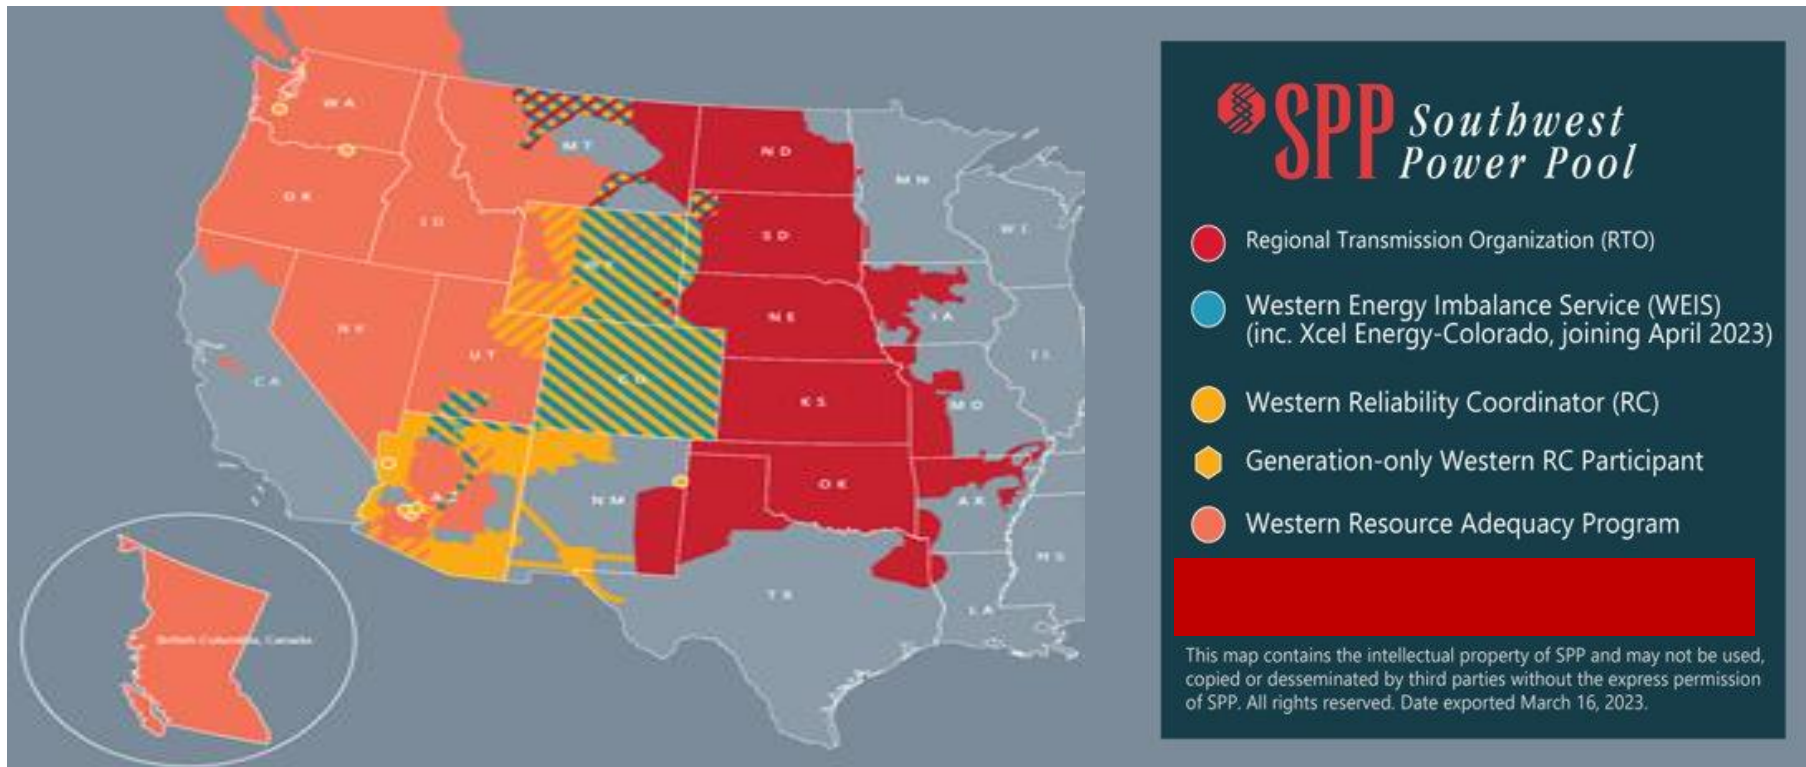 WA
MT
ND
MN
OR
ID
SD
WI
WY
NE
IA
NV
UT
IL
CA
CO
KS
MO
AZ
NM
OK
AR
MS
TX
LA
British Columbia, Canada
SPP Southwest
Power Pool
Regional Transmission Organization (RTO)
Western Energy Imbalance Service (WEIS)
(inc. Xcel Energy-Colorado, joining April 2023)
Western Reliability Coordinator (RC)
Generation-only Western RC Participant
Western Resource Adequacy Program
This map contains the intellectual property of SPP and may not be used,
copied or desseminated by third parties without the express permission
of SPP. All rights reserved. Date exported March 16, 2023.